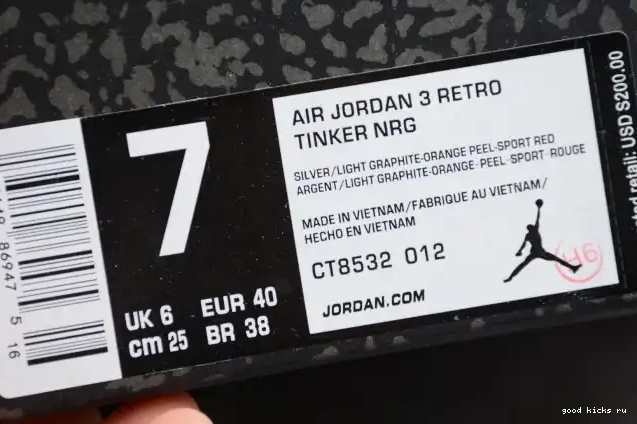 7
UK 6 EUR 40
cm 25 BR 38
AIR JORDAN 3 RETRO
TINKER NRG
SILVER/LIGHT GRAPHITE-ORANGE PEEL-SPORT RED
ARGENT/LIGHT GRAPHITE-ORANGE-PEEL-SPORT-ROUGE
MADE IN VIETNAM/FABRIQUE AU VIETNAM/
HECHO EN VIETNAM
CT8532 012
JORDAN.COM
retail: USD $200.00
86947 5 16
good kicks ru